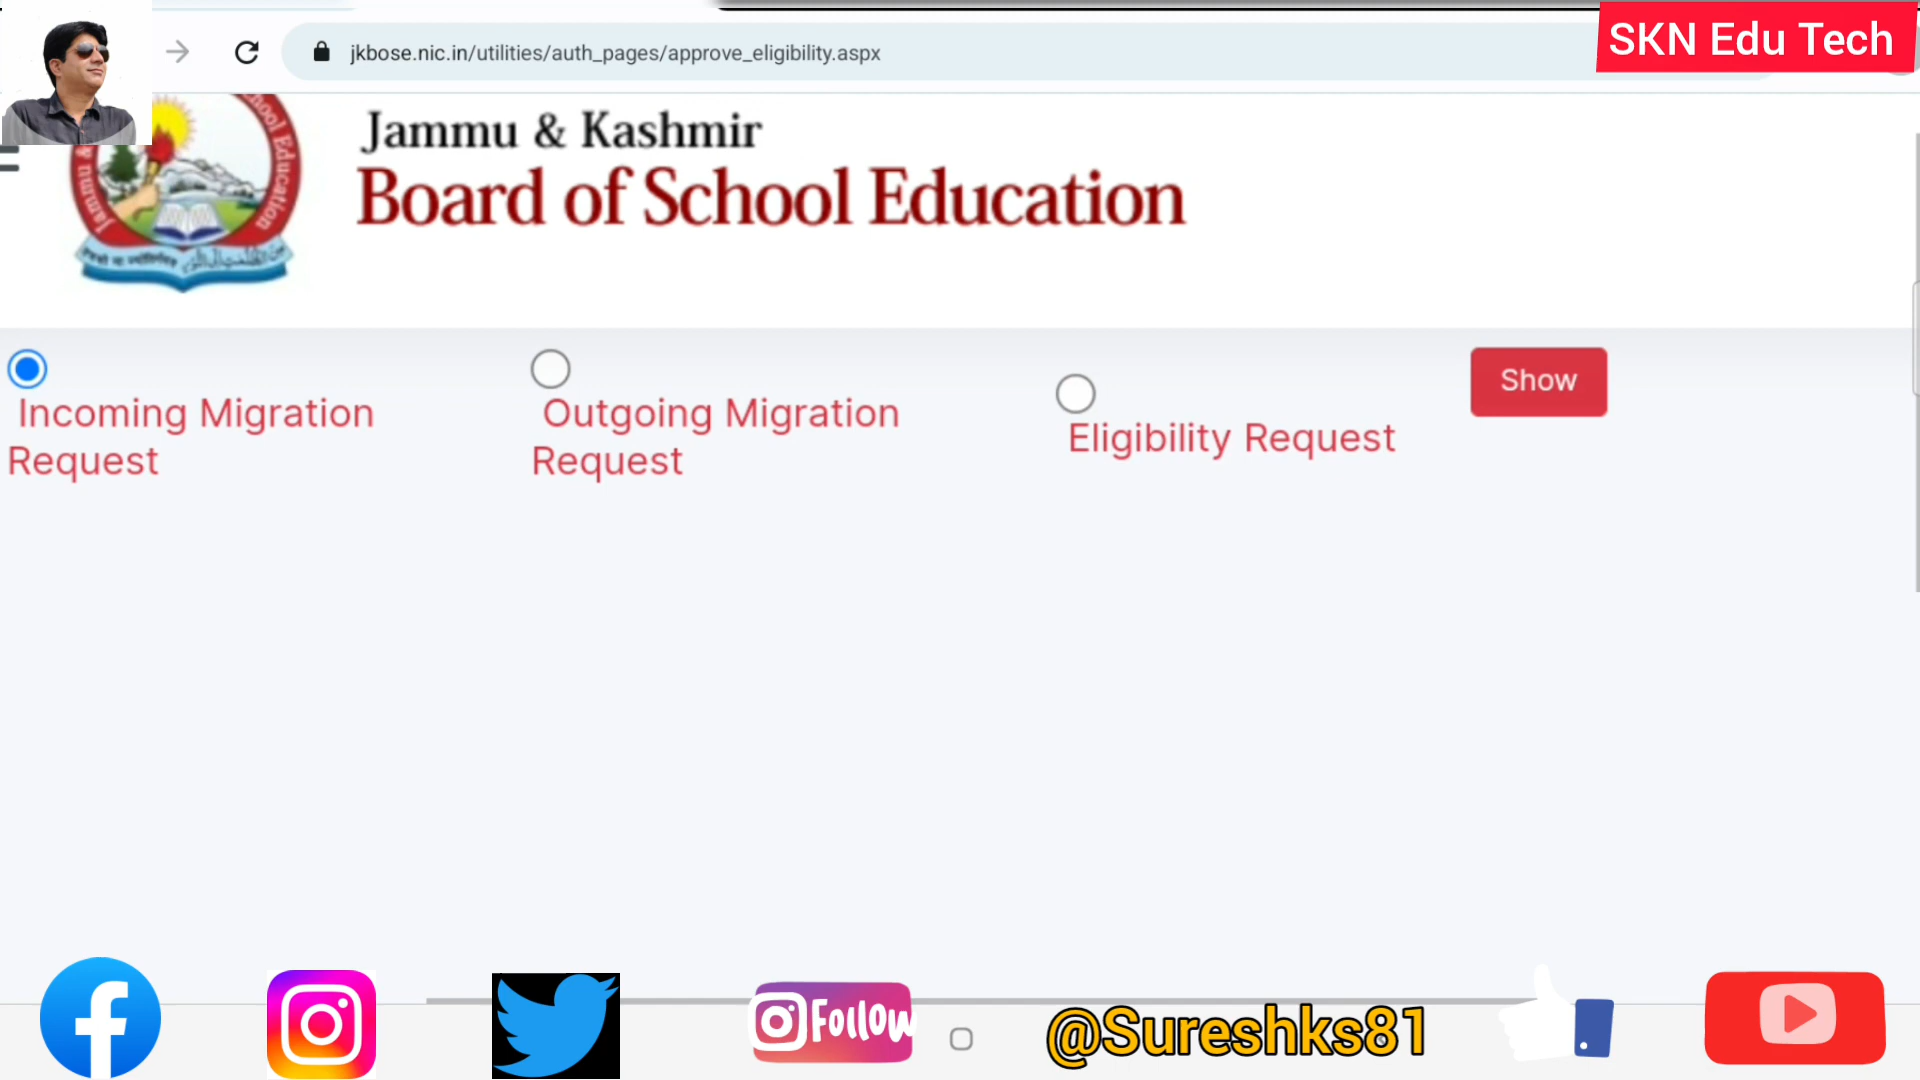 SKN Edu Tech
jkbose.nic.in/utilities/auth_pages/approve_eligibility.aspx
Jammu & Kashmir
Board of School Education
Incoming Migration
Request
Outgoing Migration
Request
Eligibility Request
Show
Follow
@Sureshks81